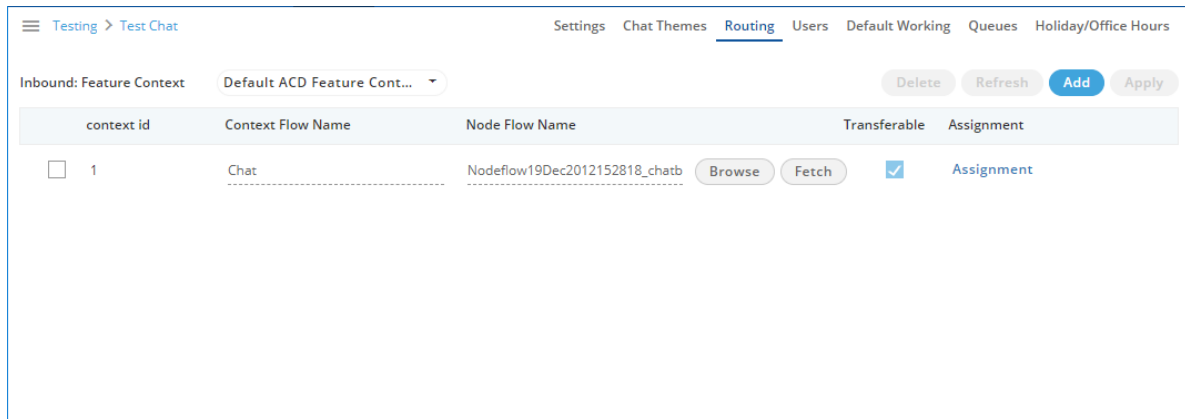 Testing > Test Chat Settings Chat Themes Routing Users Default Working Queues Holiday/Office Hours
Inbound: Feature Context Default ACD Feature Cont... Delete Refresh Add Apply
context id Context Flow Name Node Flow Name Transferable Assignment
1 Chat Nodeflow19Dec2012152818_chatb Browse Fetch Assignment